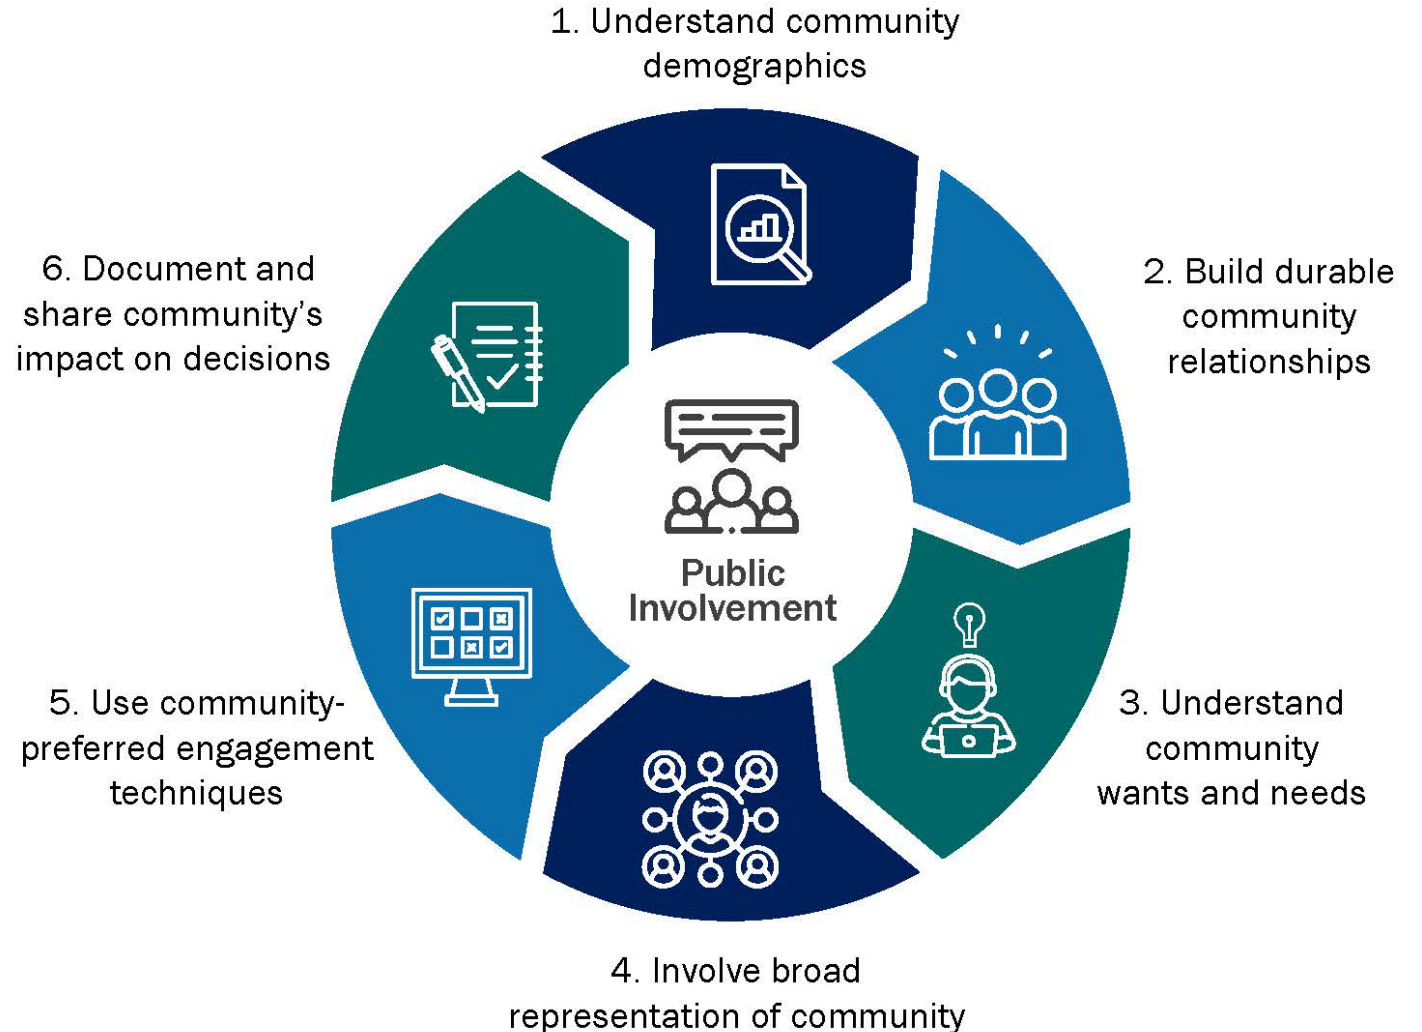 1. Understand community
demographics
2. Build durable
community
relationships
3. Understand
community
wants and needs
4. Involve broad
representation of community
5. Use community-
preferred engagement
techniques
6. Document and
share community’s
impact on decisions
Public
Involvement